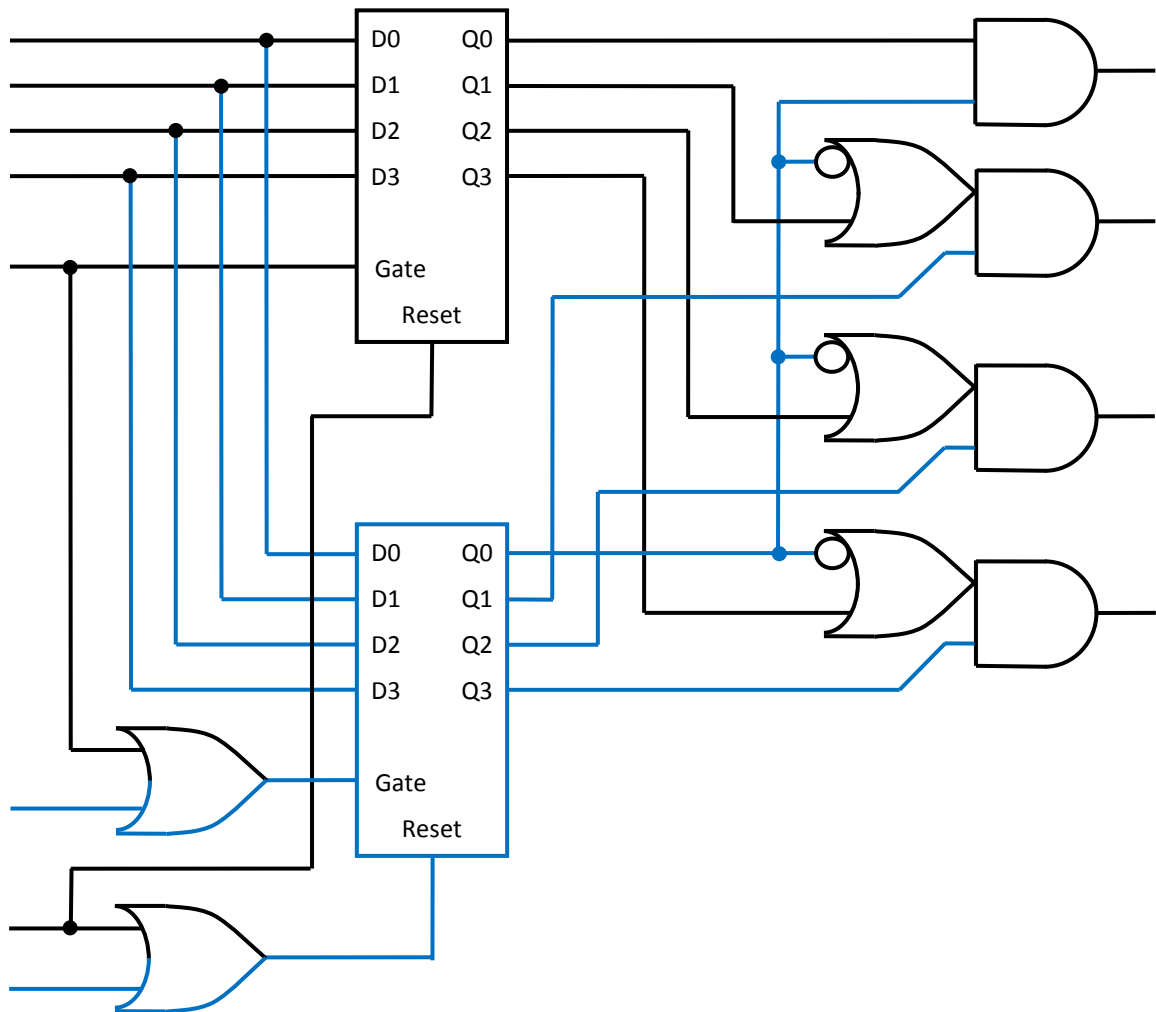 D0 Q0
D1 Q1
D2 Q2
D3 Q3
Gate
Reset
D0 Q0
D1 Q1
D2 Q2
D3 Q3
Gate
Reset